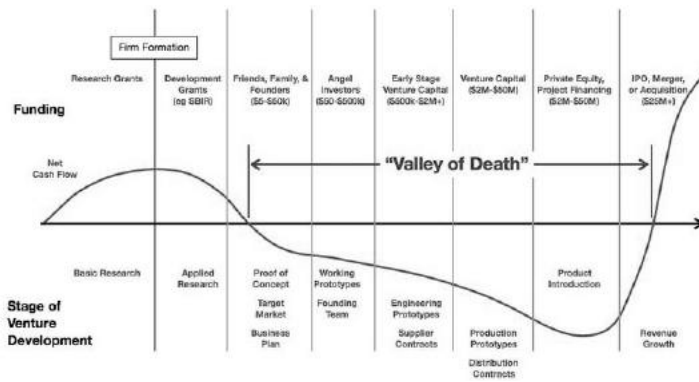 Firm Formation
Research Grants
Development
Grants
(eg SBIR)
Friends, Family, &
Founders
($5-$50k)
Angel
Investors
($50-$500k)
Early Stage
Venture Capital
($500k-$2M+)
Venture Capital
($2M-$50M)
Private Equity,
Project Financing
($2M-$50M)
IPO, Merger,
or Acquisition
($25M+)
Funding
Net
Cash Flow
“Valley of Death”
Basic Research
Applied
Research
Proof of
Concept
Target
Market
Business
Plan
Working
Prototypes
Founding
Team
Engineering
Prototypes
Supplier
Contracts
Production
Prototypes
Distribution
Contracts
Product
Introduction
Revenue
Growth
Stage of
Venture
Development